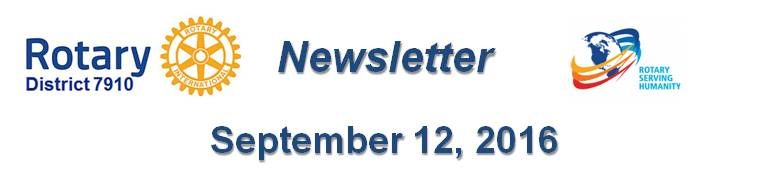 Rotary
District 7910
ROTARY
INTERNATIONAL
Newsletter
ROTARY
SERVING
HUMANITY
September 12, 2016